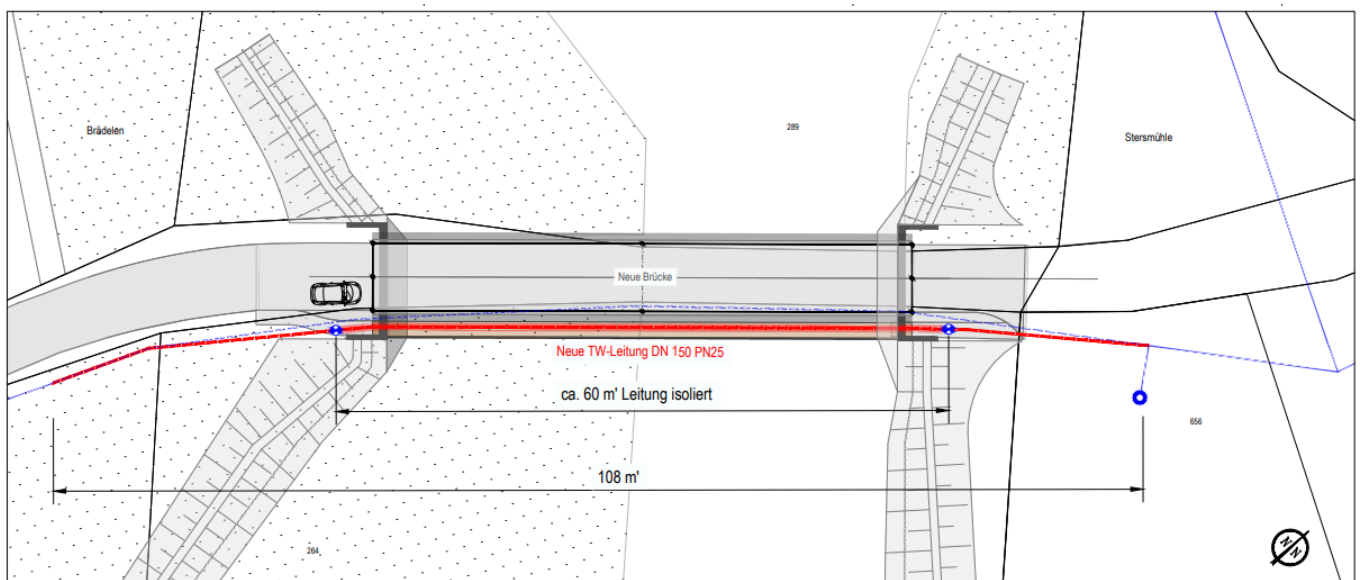 Brädelen
289
Stersmühle
Neue Brücke
Neue TW-Leitung DN 150 PN25
ca. 60 m' Leitung isoliert
656
108 m'
264
N N